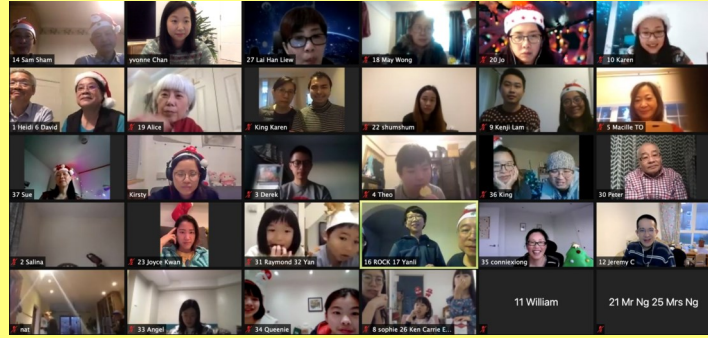 14 Sam Sham
yvonne Chan
27 Lai Han Liew
18 May Wong
20 Jo
10 Karen
1 Heidi 6 David
19 Alice
King Karen
22 shumshum
9 Kenji Lam
5 Macille TO
37 Sue
Kirsty
3 Derek
4 Theo
36 King
30 Peter
2 Salina
23 Joyce Kwan
31 Raymond 32 Yan
16 ROCK 17 Yanii
35 conniexiong
12 Jeremy C
nat
33 Angel
34 Queenie
8 sophie 26 Ken Carrie E...
11 William
21 Mr Ng 25 Mrs Ng